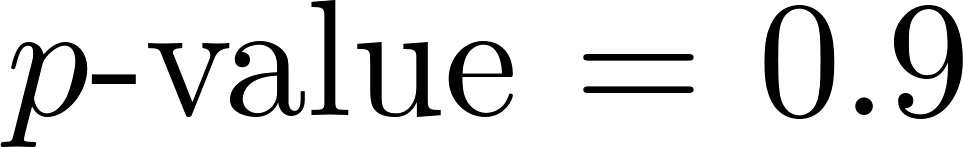 p-value = 0.9